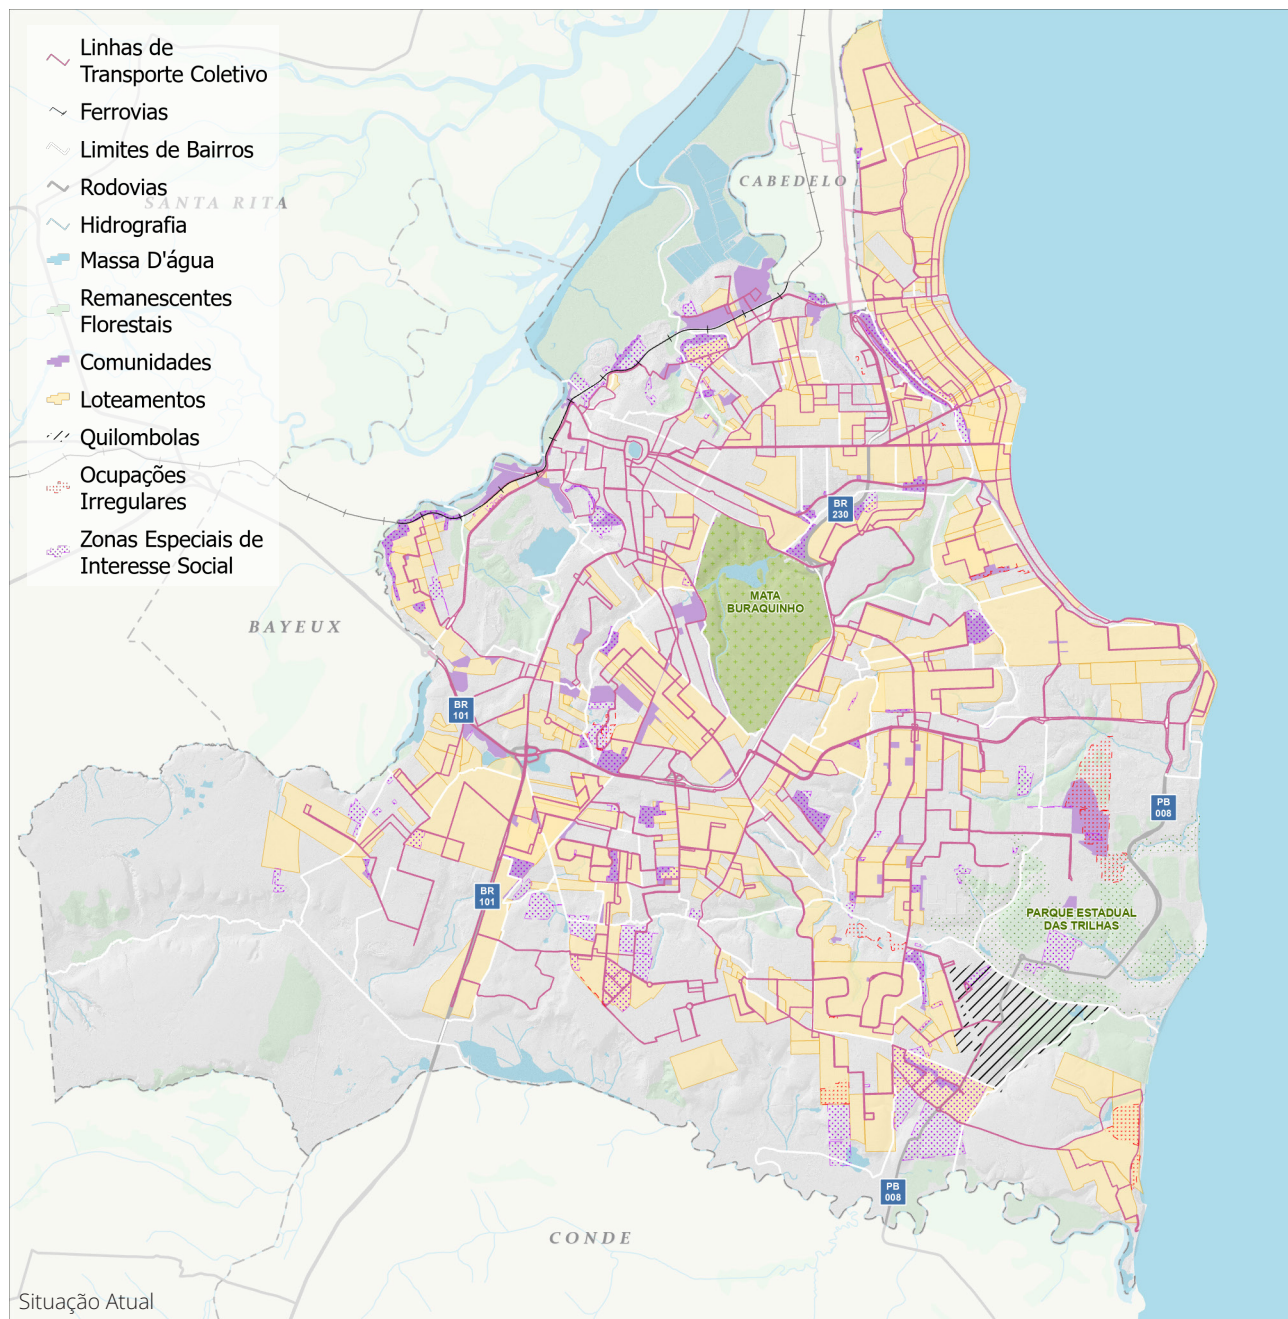 Linhas de
Transporte Coletivo
Ferrovias
Limites de Bairros
Rodovias
Hidrografia
Massa D'água
Remanescentes
Florestais
Comunidades
Loteamentos
Quilombolas
Ocupações
Irregulares
Zonas Especiais de
Interesse Social
SANTA RITA
CABEDELO
BR
230
MATA
BURAQUINHO
BAYEUX
BR
101
PB
008
BR
101
PARQUE ESTADUAL
DAS TRILHAS
PB
008
CONDE
Situação Atual